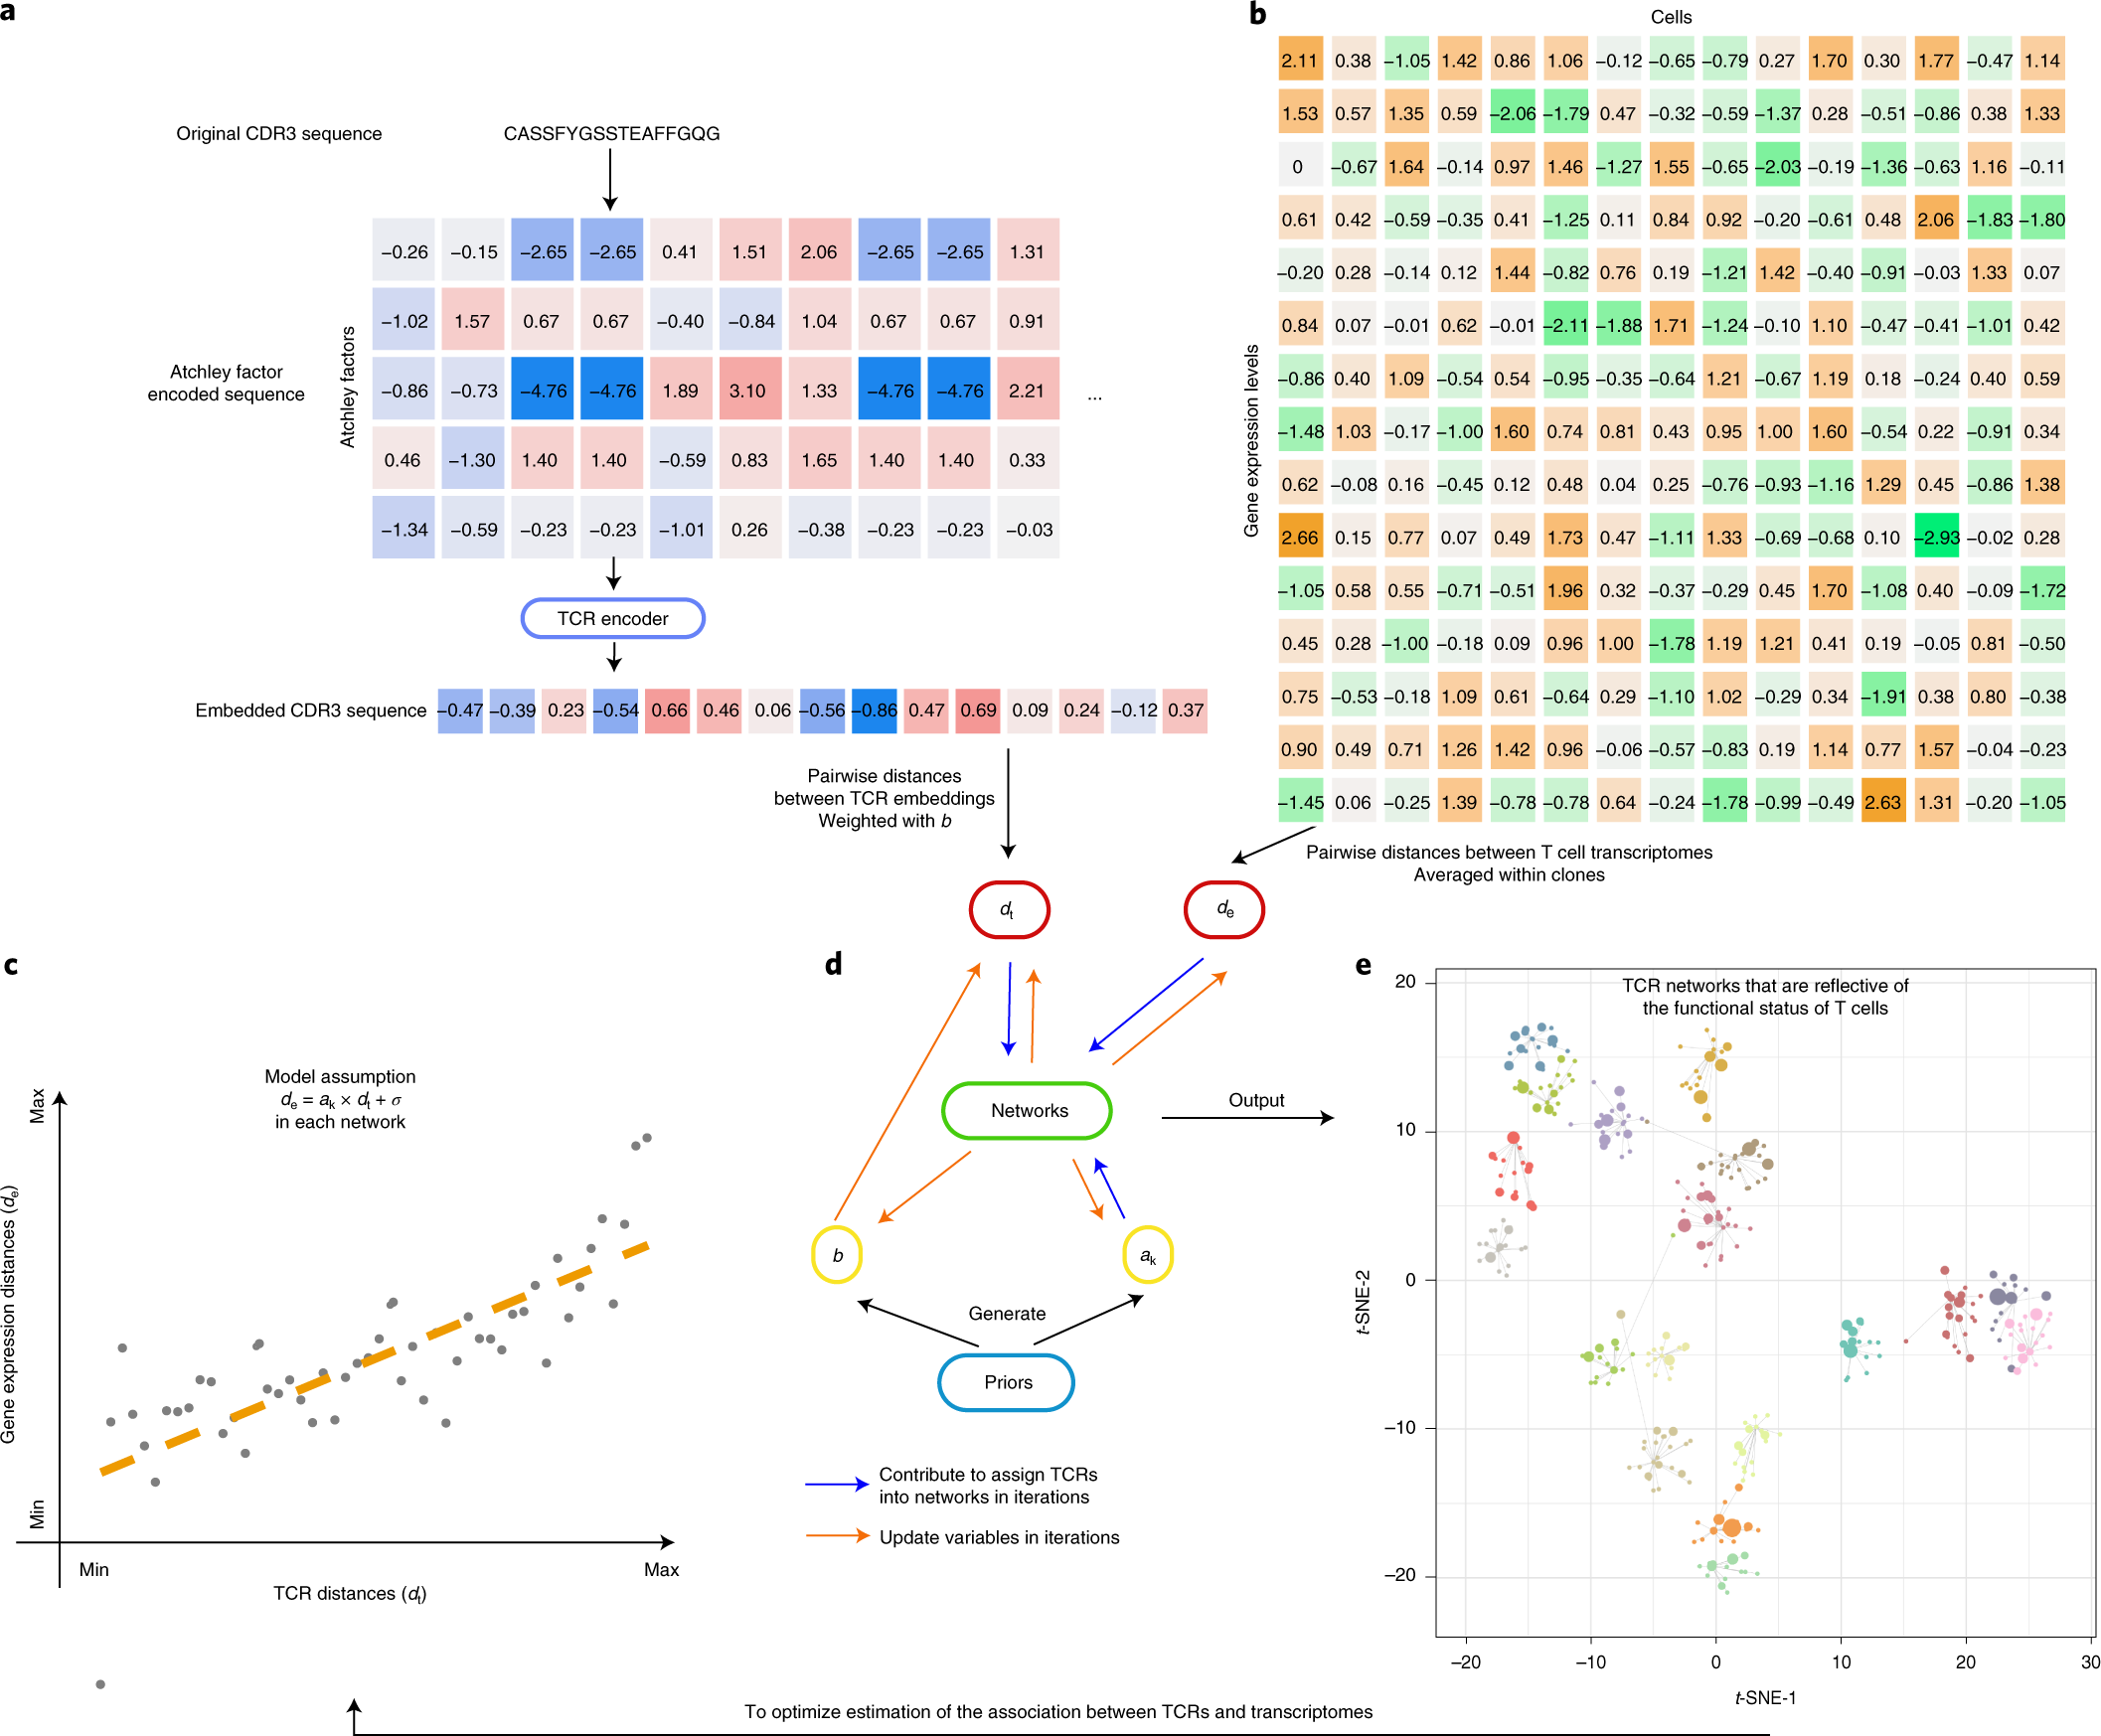 a
Original CDR3 sequence CASSFYGSSTEAFFGQG
Atchley factor
encoded sequence
Atchley factors
−0.26 −0.15 −2.65 −2.65 0.41 1.51 2.06 −2.65 −2.65 1.31
−1.02 1.57 0.67 0.67 −0.40 −0.84 1.04 0.67 0.67 0.91
−0.86 −0.73 −4.76 −4.76 1.89 3.10 1.33 −4.76 −4.76 2.21 ...
0.46 −1.30 1.40 1.40 −0.59 0.83 1.65 1.40 1.40 0.33
−1.34 −0.59 −0.23 −0.23 −1.01 0.26 −0.38 −0.23 −0.23 −0.03
TCR encoder
Embedded CDR3 sequence −0.47 −0.39 0.23 −0.54 0.66 0.46 0.06 −0.56 −0.86 0.47 0.69 0.09 0.24 −0.12 0.37
Pairwise distances
between TCR embeddings
Weighted with b
b
Cells
Gene expression levels
2.11 0.38 −1.05 1.42 0.86 1.06 −0.12 −0.65 −0.79 0.27 1.70 0.30 1.77 −0.47 1.14
1.53 0.57 1.35 0.59 −2.06 −1.79 0.47 −0.32 −0.59 −1.37 0.28 −0.51 −0.86 0.38 1.33
0 −0.67 1.64 −0.14 0.97 1.46 −1.27 1.55 −0.65 −2.03 −0.19 −1.36 −0.63 1.16 −0.11
0.61 0.42 −0.59 −0.35 0.41 −1.25 0.11 0.84 0.92 −0.20 −0.61 0.48 2.06 −1.83 −1.80
−0.20 0.28 −0.14 0.12 1.44 −0.82 0.76 0.19 −1.21 1.42 −0.40 −0.91 −0.03 1.33 0.07
0.84 0.07 −0.01 0.62 −0.01 −2.11 −1.88 1.71 −1.24 −0.10 1.10 −0.47 −0.41 −1.01 0.42
−0.86 0.40 1.09 −0.54 0.54 −0.95 −0.35 −0.64 1.21 −0.67 1.19 0.18 −0.24 0.40 0.59
−1.48 1.03 −0.17 −1.00 1.60 0.74 0.81 0.43 0.95 1.00 1.60 −0.54 0.22 −0.91 0.34
0.62 −0.08 0.16 −0.45 0.12 0.48 0.04 0.25 −0.76 −0.93 −1.16 1.29 0.45 −0.86 1.38
2.66 0.15 0.77 0.07 0.49 1.73 0.47 −1.11 1.33 −0.69 −0.68 0.10 −2.93 −0.02 0.28
−1.05 0.58 0.55 −0.71 −0.51 1.96 0.32 −0.37 −0.29 0.45 1.70 −1.08 0.40 −0.09 −1.72
0.45 0.28 −1.00 −0.18 0.09 0.96 1.00 −1.78 1.19 1.21 0.41 0.19 −0.05 0.81 −0.50
0.75 −0.53 −0.18 1.09 0.61 −0.64 0.29 −1.10 1.02 −0.29 0.34 −1.91 0.38 0.80 −0.38
0.90 0.49 0.71 1.26 1.42 0.96 −0.06 −0.57 −0.83 0.19 1.14 0.77 1.57 −0.04 −0.23
−1.45 0.06 −0.25 1.39 −0.78 −0.78 0.64 −0.24 −1.78 −0.99 −0.49 2.63 1.31 −0.20 −1.05
Pairwise distances between T cell transcriptomes
Averaged within clones
c
Model assumption
dₑ = aₖ × dₜ + σ
in each network
Max
Gene expression distances (dₑ)
Min
Min Max
TCR distances (dₜ)
d
dₜ dₑ
Networks
Output
b aₖ
Generate
Priors
Contribute to assign TCRs
into networks in iterations
Update variables in iterations
e
TCR networks that are reflective of
the functional status of T cells
20
10
0
−10
−20
t-SNE-2
−20 −10 0 10 20 30
t-SNE-1
To optimize estimation of the association between TCRs and transcriptomes